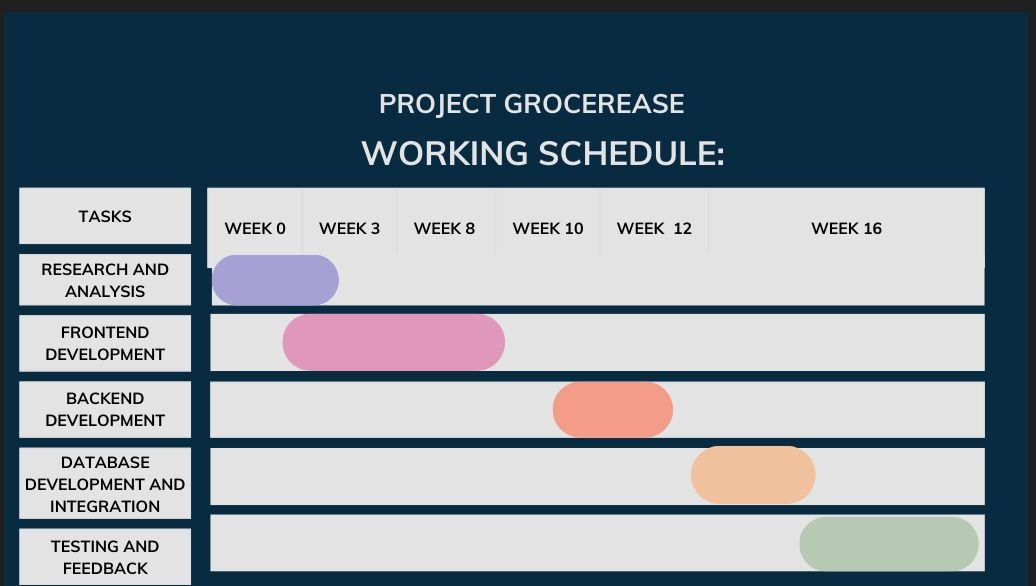 PROJECT GROCEREASE
WORKING SCHEDULE:
TASKS
WEEK 0
WEEK 3
WEEK 8
WEEK 10
WEEK  12
WEEK 16
RESEARCH AND
ANALYSIS
FRONTEND
DEVELOPMENT
BACKEND
DEVELOPMENT
DATABASE
DEVELOPMENT AND
INTEGRATION
TESTING AND
FEEDBACK